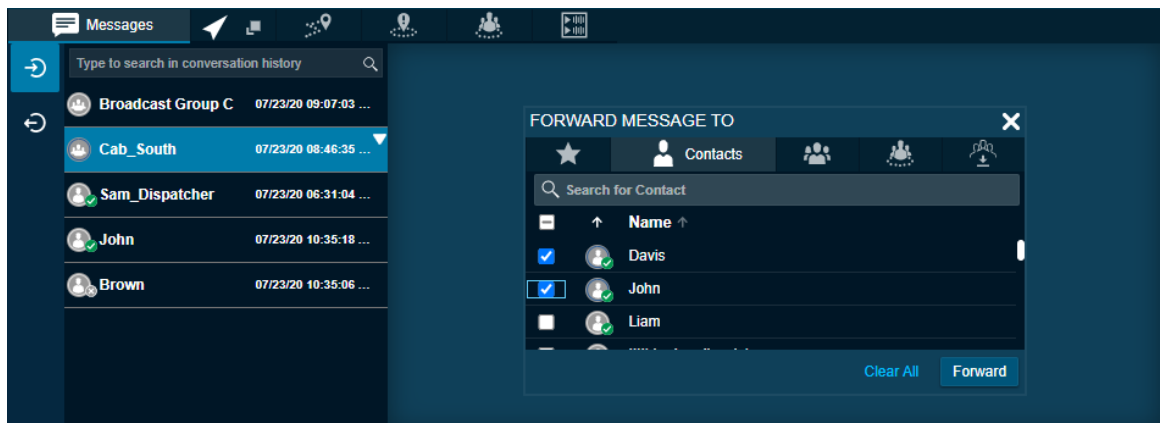 Messages
Type to search in conversation history
Broadcast Group C 07/23/20 09:07:03 ...
Cab_South 07/23/20 08:46:35 ...
Sam_Dispatcher 07/23/20 06:31:04 ...
John 07/23/20 10:35:18 ...
Brown 07/23/20 10:35:06 ...
FORWARD MESSAGE TO
Contacts
Search for Contact
Name
Davis
John
Liam
Clear All Forward